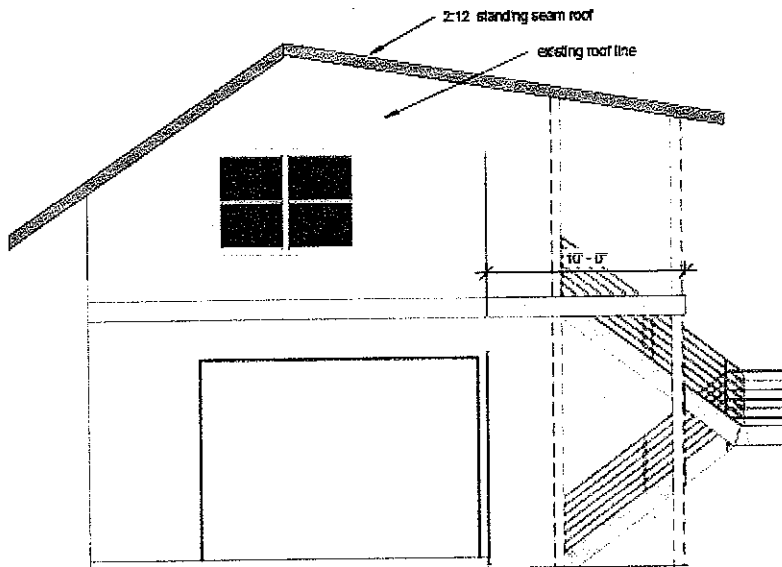 2:12 standing seam roof
existing roof line
10'-0"